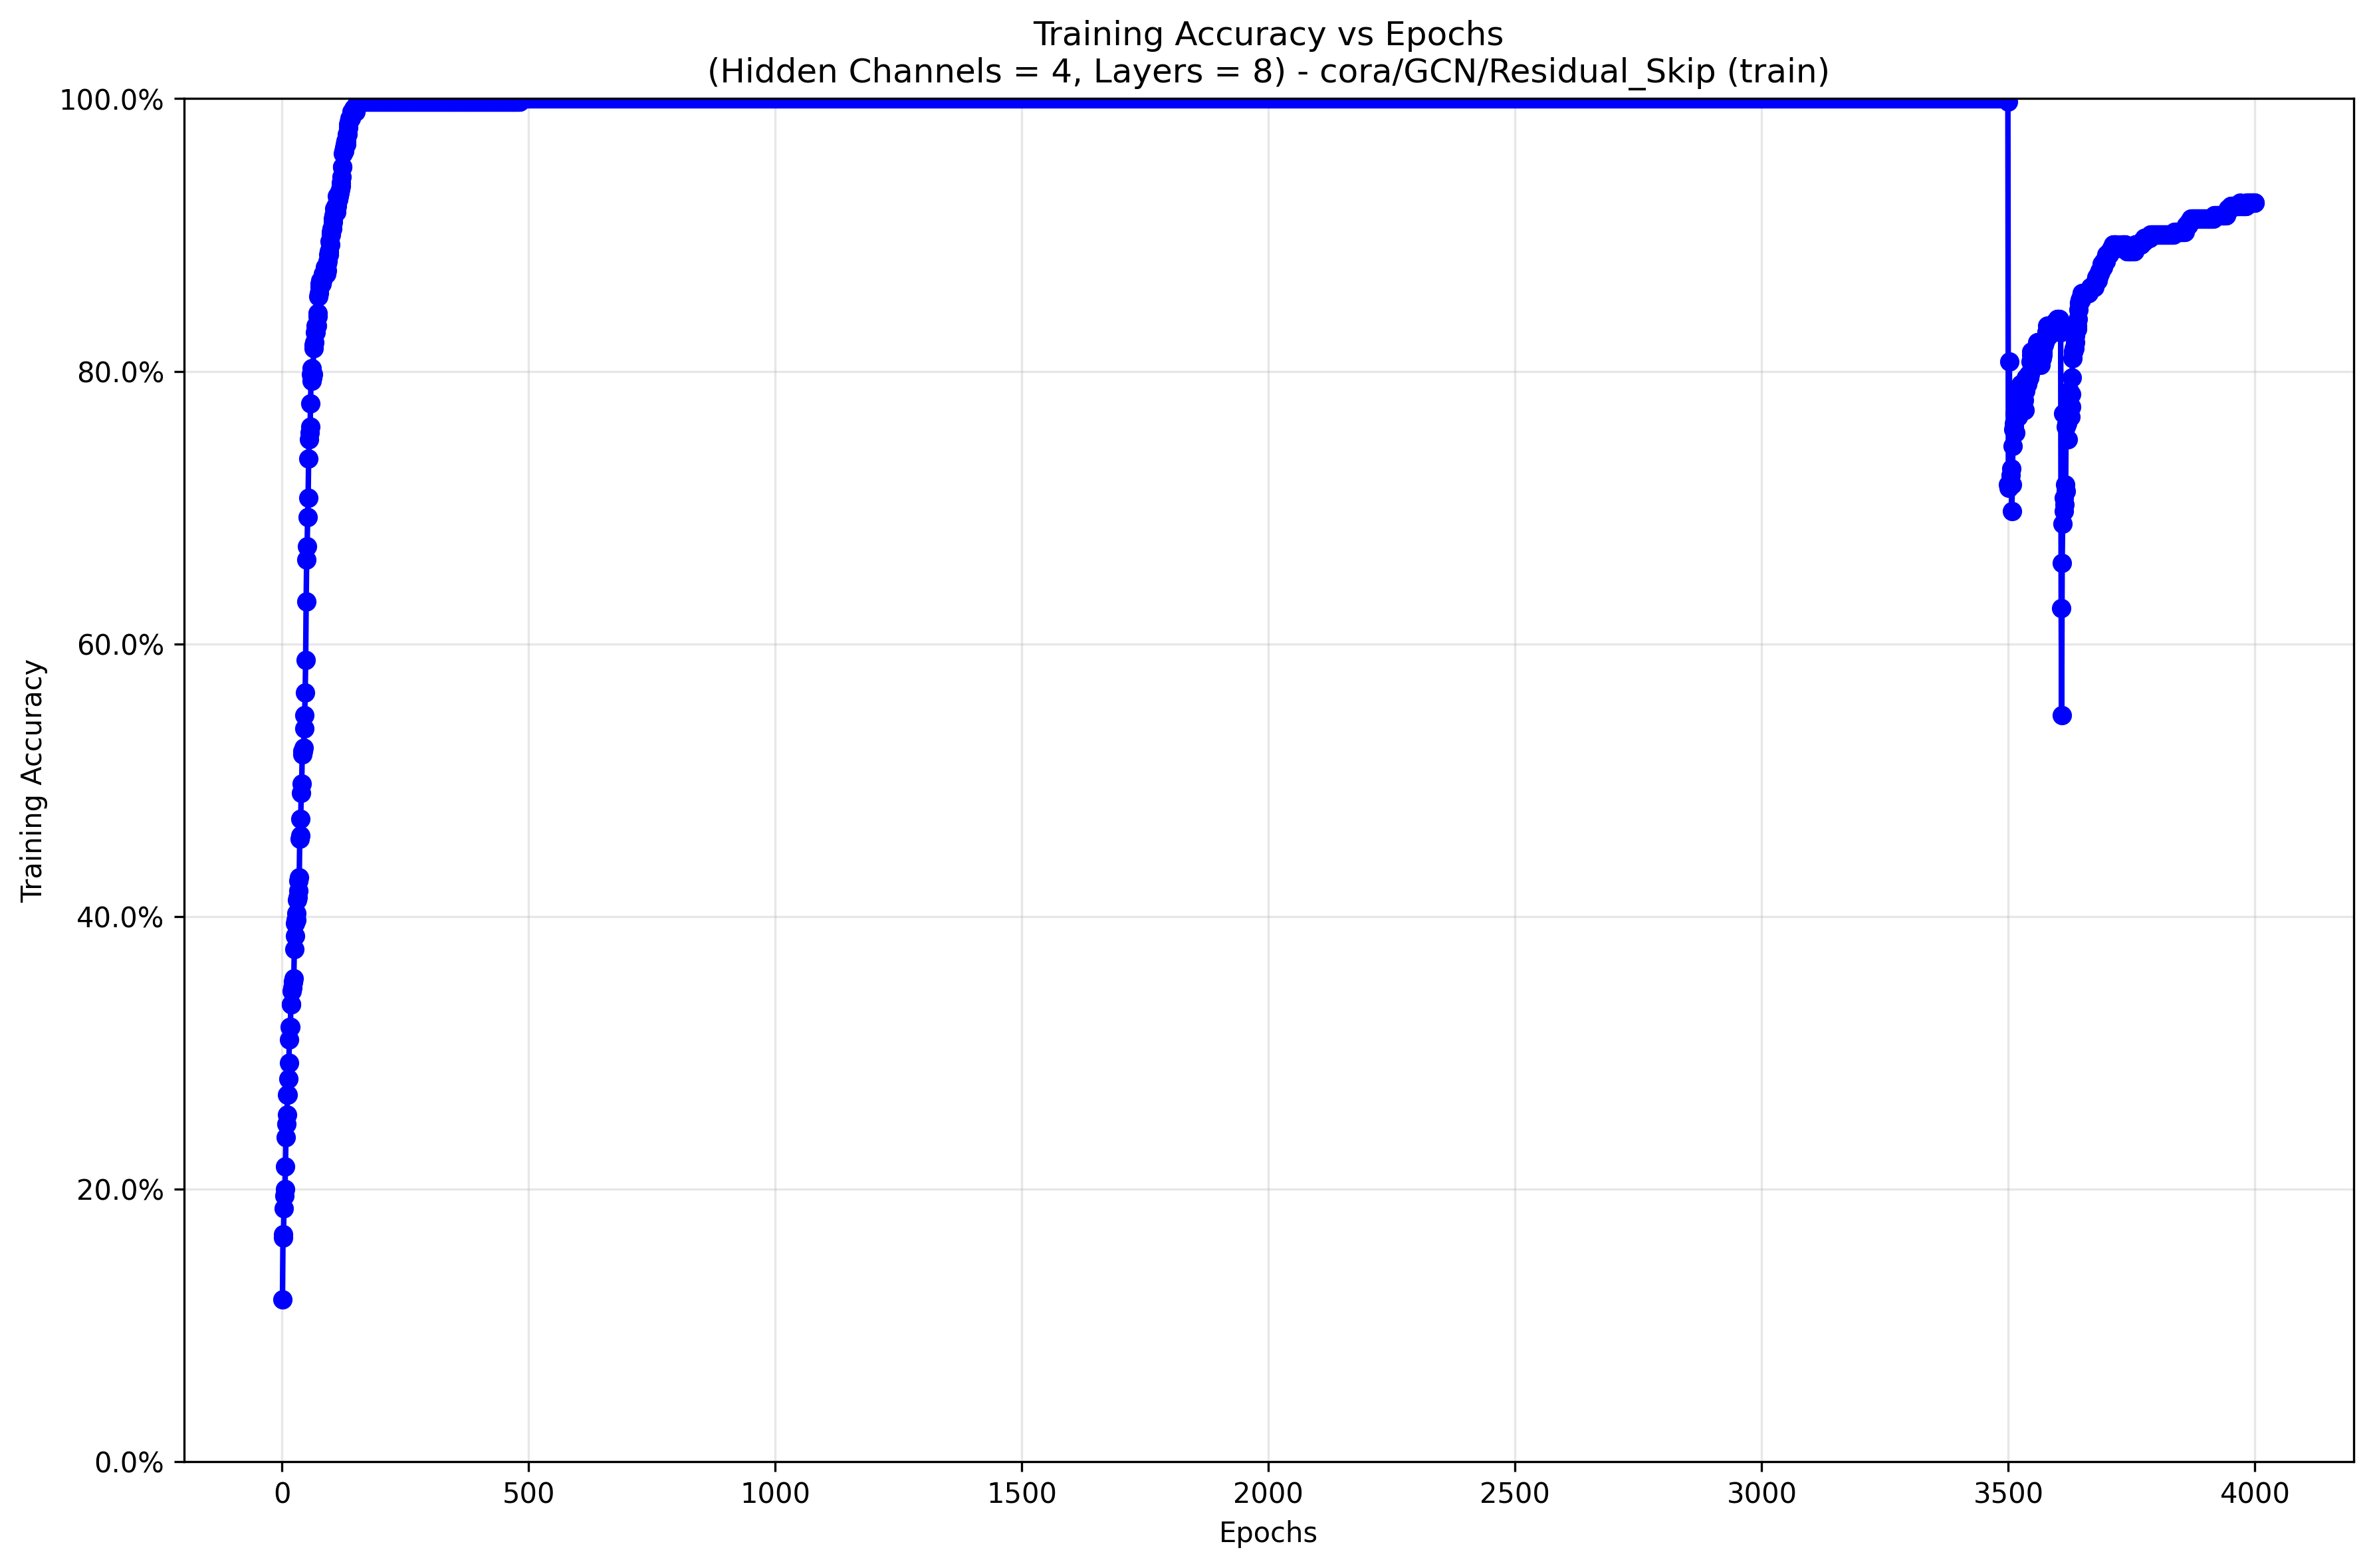 Training Accuracy vs Epochs
(Hidden Channels = 4, Layers = 8) - cora/GCN/Residual_Skip (train)
Training Accuracy
100.0%
80.0%
60.0%
40.0%
20.0%
0.0%
0 500 1000 1500 2000 2500 3000 3500 4000
Epochs